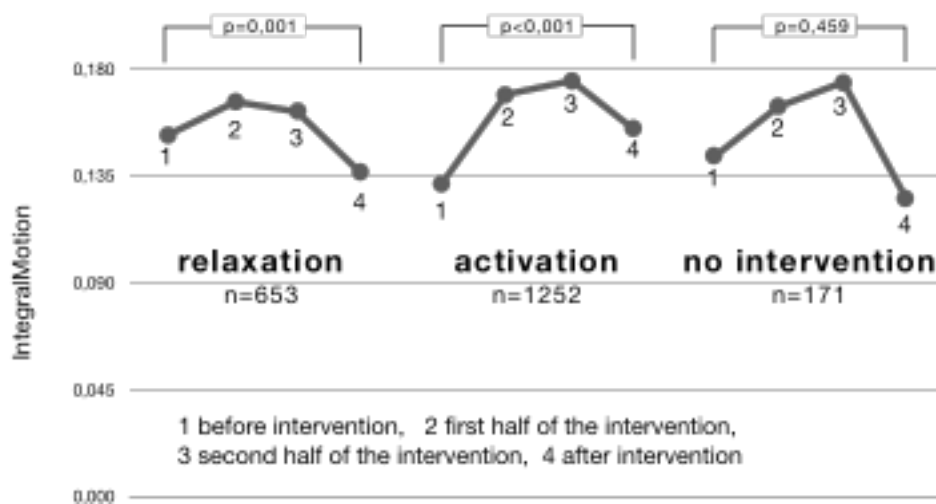 p=0,001 p<0,001 p=0,459
0,180
1 2 3 4
1 2 3 4
1 2 3 4
0,135
IntegralMotion
relaxation activation no intervention
n=653 n=1252 n=171
0,090
0,045
1 before intervention, 2 first half of the intervention,
3 second half of the intervention, 4 after intervention
0,000